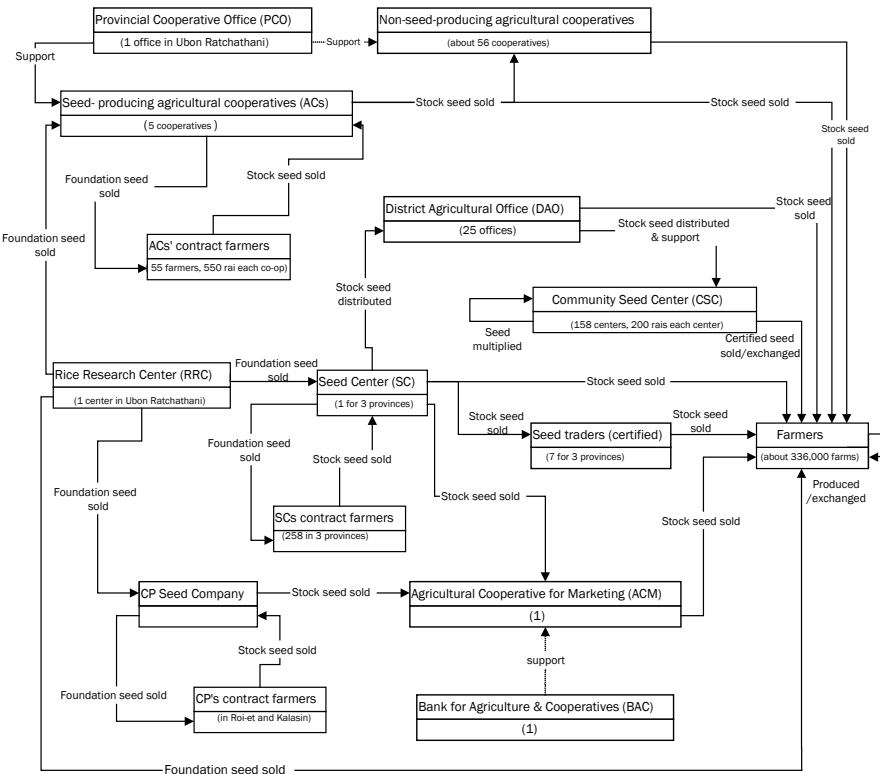 Provincial Cooperative Office (PCO)
(1 office in Ubon Ratchathani)
Support
Non-seed-producing agricultural cooperatives
(about 56 cooperatives)
Support
Seed- producing agricultural cooperatives (ACs)
(5 cooperatives )
Stock seed sold
Stock seed sold
Stock seed
sold
Foundation seed
sold
Stock seed sold
Foundation seed
sold
ACs' contract farmers
55 farmers, 550 rai each co-op)
District Agricultural Office (DAO)
(25 offices)
Stock seed
sold
Stock seed distributed
& support
Stock seed
distributed
Community Seed Center (CSC)
(158 centers, 200 rais each center)
Seed
multiplied
Certified seed
sold/exchanged
Rice Research Center (RRC)
(1 center in Ubon Ratchathani)
Foundation seed
sold
Seed Center (SC)
(1 for 3 provinces)
Stock seed sold
Stock seed
sold
Seed traders (certified)
(7 for 3 provinces)
Stock seed
sold
Farmers
(about 336,000 farms)
Produced
/exchanged
Foundation seed
sold
Stock seed sold
SCs contract farmers
(258 in 3 provinces)
Stock seed sold
Stock seed sold
Foundation seed
sold
CP Seed Company
Stock seed sold
Agricultural Cooperative for Marketing (ACM)
(1)
Stock seed sold
Foundation seed sold
CP's contract farmers
(in Roi-et and Kalasin)
support
Bank for Agriculture & Cooperatives (BAC)
(1)
Foundation seed sold